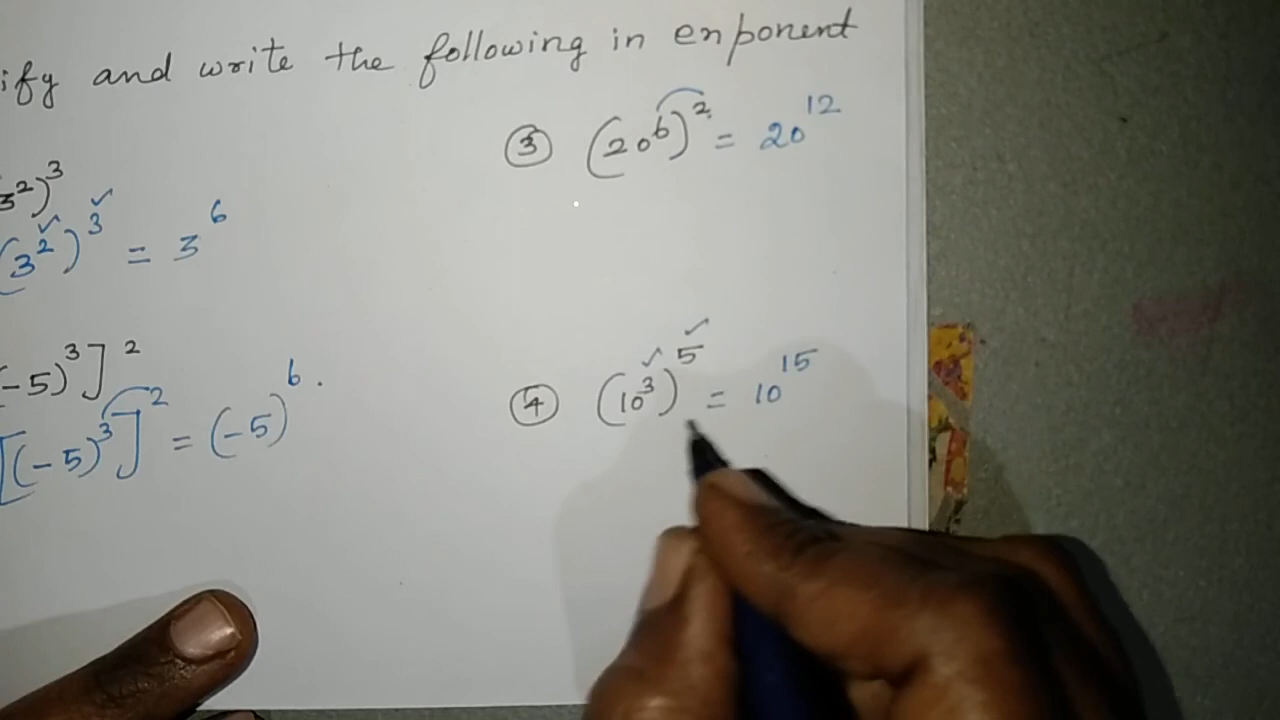 ify and write the following in enponent
3²)³
(3²)³ = 3⁶
-5)³]²
[(-5)³]² = (-5)⁶.
③ (20⁶)² = 20¹²
④ (10³)⁵ = 10¹⁵